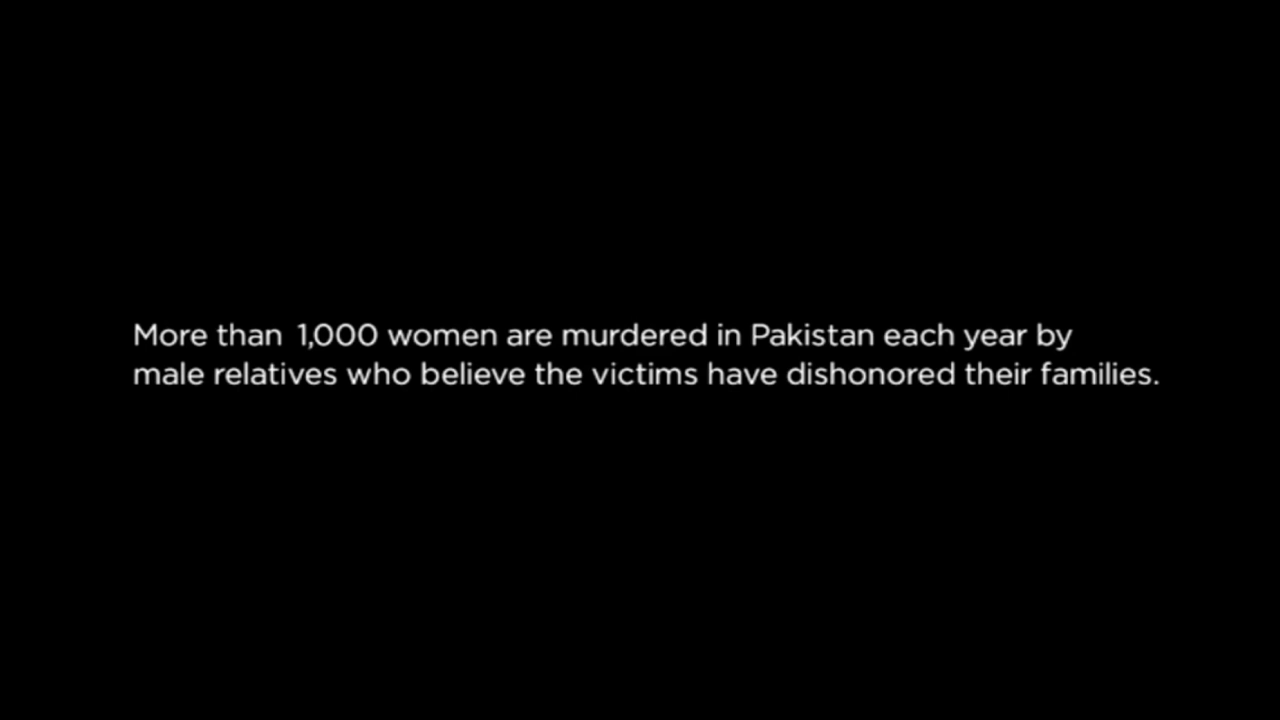 More than 1,000 women are murdered in Pakistan each year by
male relatives who believe the victims have dishonored their families.